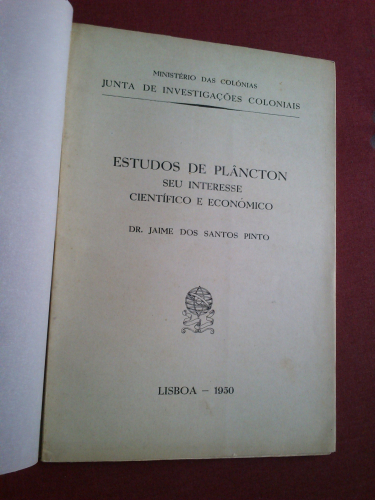 MINISTÉRIO DAS COLÓNIAS
JUNTA DE INVESTIGAÇÕES COLONIAIS
ESTUDOS DE PLÂNCTON
SEU INTERESSE
CIENTÍFICO E ECONÓMICO
DR. JAIME DOS SANTOS PINTO
LISBOA – 1950